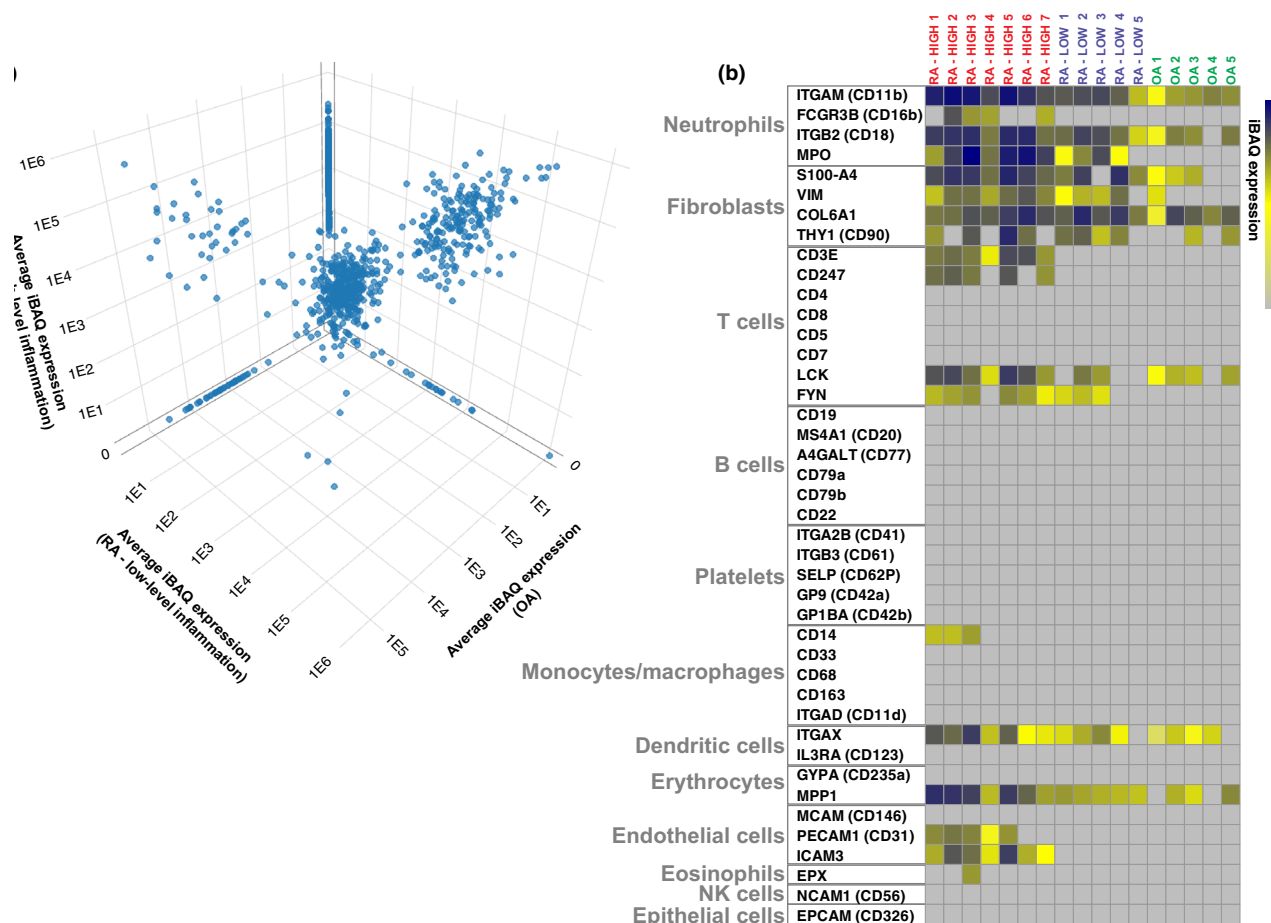 )
1E6
1E5
1E4
1E3
1E2
1E1
0
Average iBAQ expression
-level inflammation)
1E1
1E2
1E3
1E4
1E5
1E6
Average iBAQ expression
(RA - low-level inflammation)
0
1E1
1E2
1E3
1E4
1E5
Average iBAQ expression
(OA)
(b)
RA - HIGH 1
RA - HIGH 2
RA - HIGH 3
RA - HIGH 4
RA - HIGH 5
RA - HIGH 6
RA - HIGH 7
RA - LOW 1
RA - LOW 2
RA - LOW 3
RA - LOW 4
RA - LOW 5
OA 1
OA 2
OA 3
OA 4
OA 5
iBAQ expression
Neutrophils
ITGAM (CD11b)
FCGR3B (CD16b)
ITGB2 (CD18)
MPO
Fibroblasts
S100-A4
VIM
COL6A1
THY1 (CD90)
T cells
CD3E
CD247
CD4
CD8
CD5
CD7
LCK
FYN
B cells
CD19
MS4A1 (CD20)
A4GALT (CD77)
CD79a
CD79b
CD22
Platelets
ITGA2B (CD41)
ITGB3 (CD61)
SELP (CD62P)
GP9 (CD42a)
GP1BA (CD42b)
Monocytes/macrophages
CD14
CD33
CD68
CD163
ITGAD (CD11d)
Dendritic cells
ITGAX
IL3RA (CD123)
Erythrocytes
GYPA (CD235a)
MPP1
Endothelial cells
MCAM (CD146)
PECAM1 (CD31)
ICAM3
Eosinophils
EPX
NK cells
NCAM1 (CD56)
Epithelial cells
EPCAM (CD326)